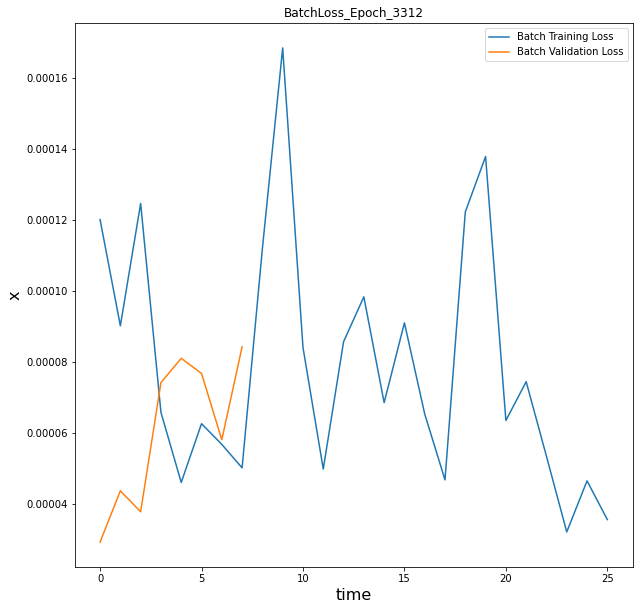 BatchLoss_Epoch_3312
Batch Training Loss
Batch Validation Loss
0.00016
0.00014
0.00012
0.00010
0.00008
0.00006
0.00004
x
0 5 10 15 20 25
time